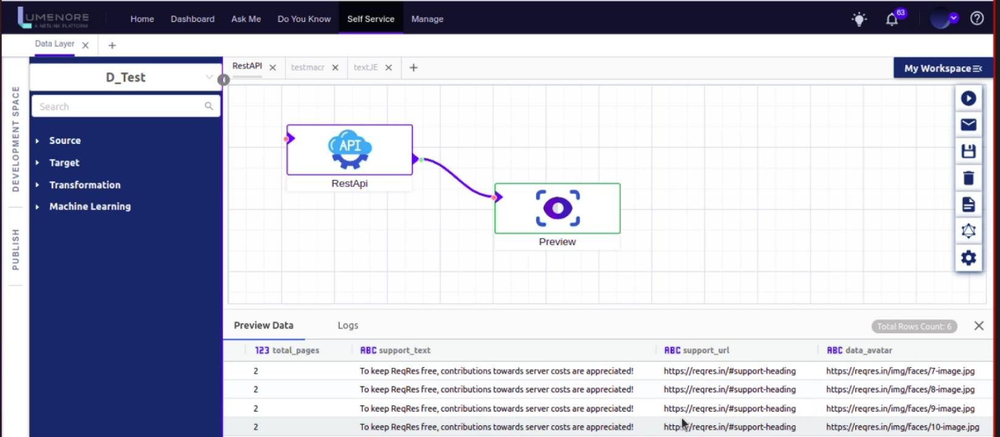 LUMENORE
A NETLINK PLATFORM
Home Dashboard Ask Me Do You Know Self Service Manage
63
Data Layer
DEVELOPMENT SPACE
PUBLISH
D_Test
Search
Source
Target
Transformation
Machine Learning
RestAPI testmacr textJE
My Workspace
API
RestApi
Preview
Preview Data Logs Total Rows Count: 6
123 total_pages ABC support_text ABC support_url ABC data_avatar
2 To keep ReqRes free, contributions towards server costs are appreciated! https://reqres.in/#support-heading https://reqres.in/img/faces/7-image.jpg
2 To keep ReqRes free, contributions towards server costs are appreciated! https://reqres.in/#support-heading https://reqres.in/img/faces/8-image.jpg
2 To keep ReqRes free, contributions towards server costs are appreciated! https://reqres.in/#support-heading https://reqres.in/img/faces/9-image.jpg
2 To keep ReqRes free, contributions towards server costs are appreciated! https://reqres.in/#support-heading https://reqres.in/img/faces/10-image.jpg